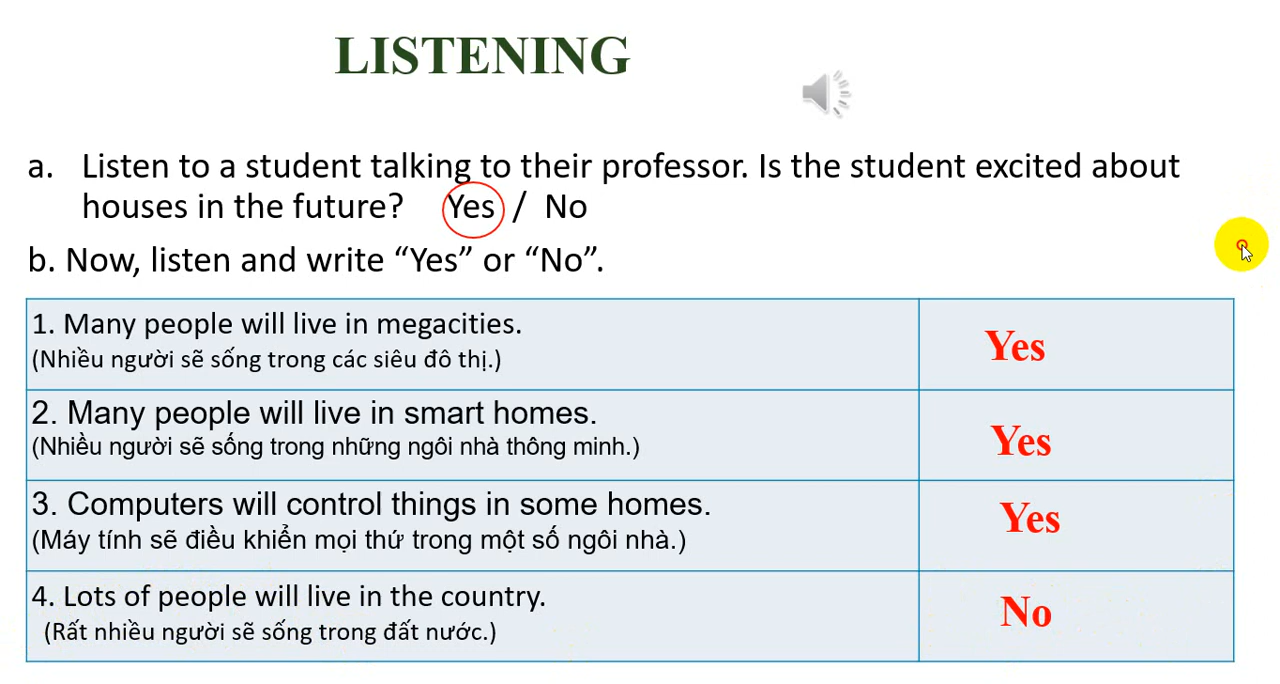 LISTENING
a. Listen to a student talking to their professor. Is the student excited about
houses in the future? Yes / No
b. Now, listen and write “Yes” or “No”.
1. Many people will live in megacities.
(Nhiều người sẽ sống trong các siêu đô thị.)
Yes
2. Many people will live in smart homes.
(Nhiều người sẽ sống trong những ngôi nhà thông minh.)
Yes
3. Computers will control things in some homes.
(Máy tính sẽ điều khiển mọi thứ trong một số ngôi nhà.)
Yes
4. Lots of people will live in the country.
(Rất nhiều người sẽ sống trong đất nước.)
No